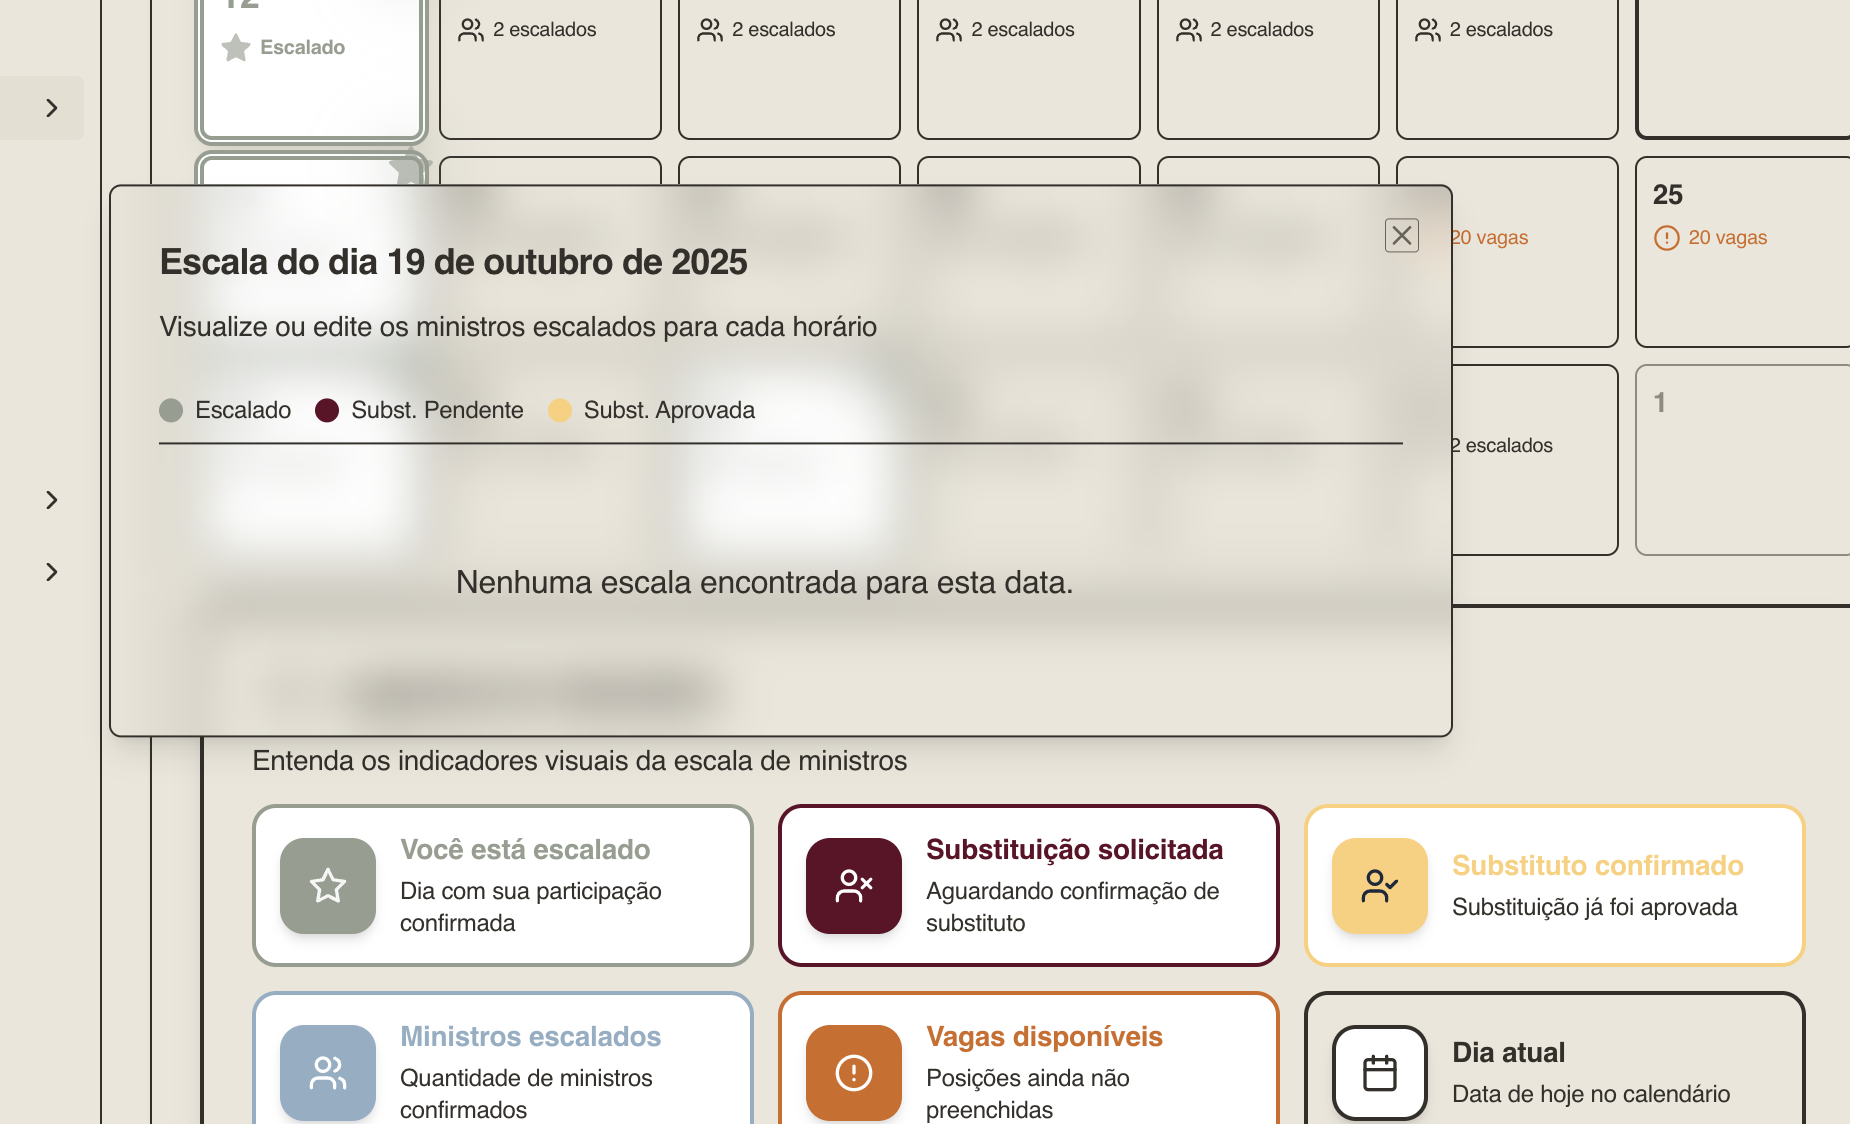 12
Escalado
2 escalados
2 escalados
2 escalados
2 escalados
2 escalados
20 vagas
25
20 vagas
Escala do dia 19 de outubro de 2025
Visualize ou edite os ministros escalados para cada horário
Escalado
Subst. Pendente
Subst. Aprovada
2 escalados
1
Nenhuma escala encontrada para esta data.
Entenda os indicadores visuais da escala de ministros
Você está escalado
Dia com sua participação
confirmada
Substituição solicitada
Aguardando confirmação de
substituto
Substituto confirmado
Substituição já foi aprovada
Ministros escalados
Quantidade de ministros
confirmados
Vagas disponíveis
Posições ainda não
preenchidas
Dia atual
Data de hoje no calendário